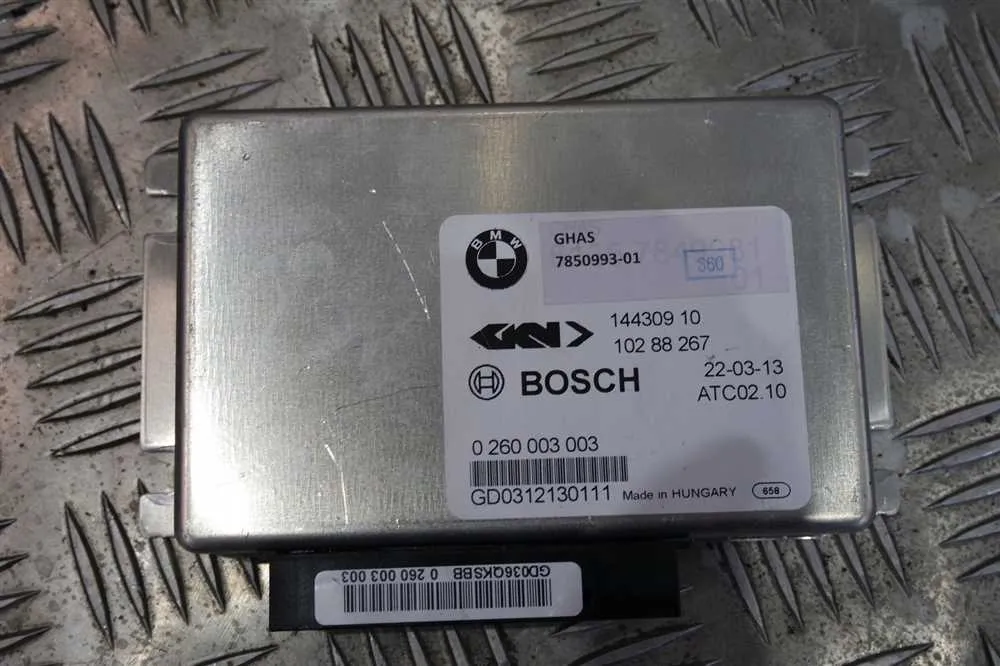 BMW
GHAS
7850993-01
S60
GKN
144309 10
102 88 267
BOSCH
22-03-13
ATC02.10
0 260 003 003
GD0312130111 Made in HUNGARY 658
GD036QKSBB 0 260 003 003